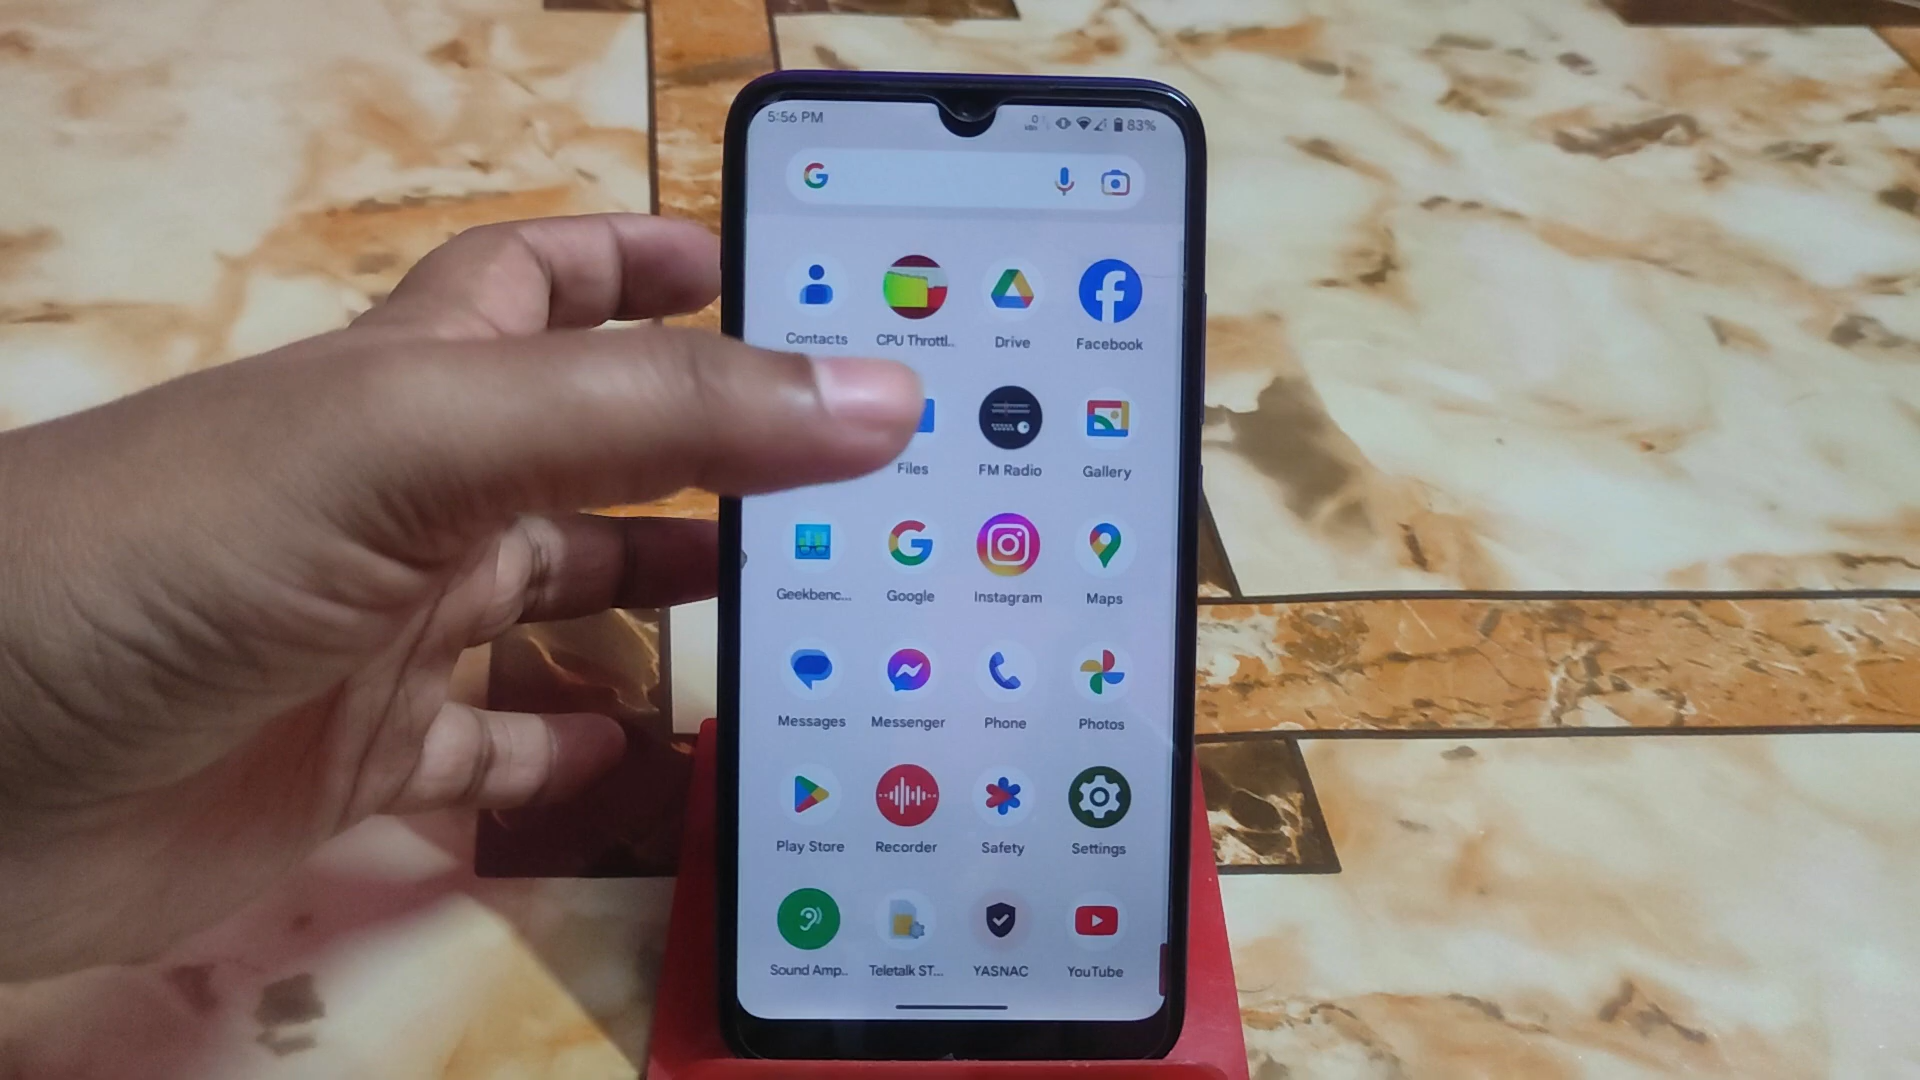 5:56 PM
0
83%
Contacts CPU Throttl.. Drive Facebook
Files FM Radio Gallery
Geekbenc... Google Instagram Maps
Messages Messenger Phone Photos
Play Store Recorder Safety Settings
Sound Amp.. Teletalk ST... YASNAC YouTube